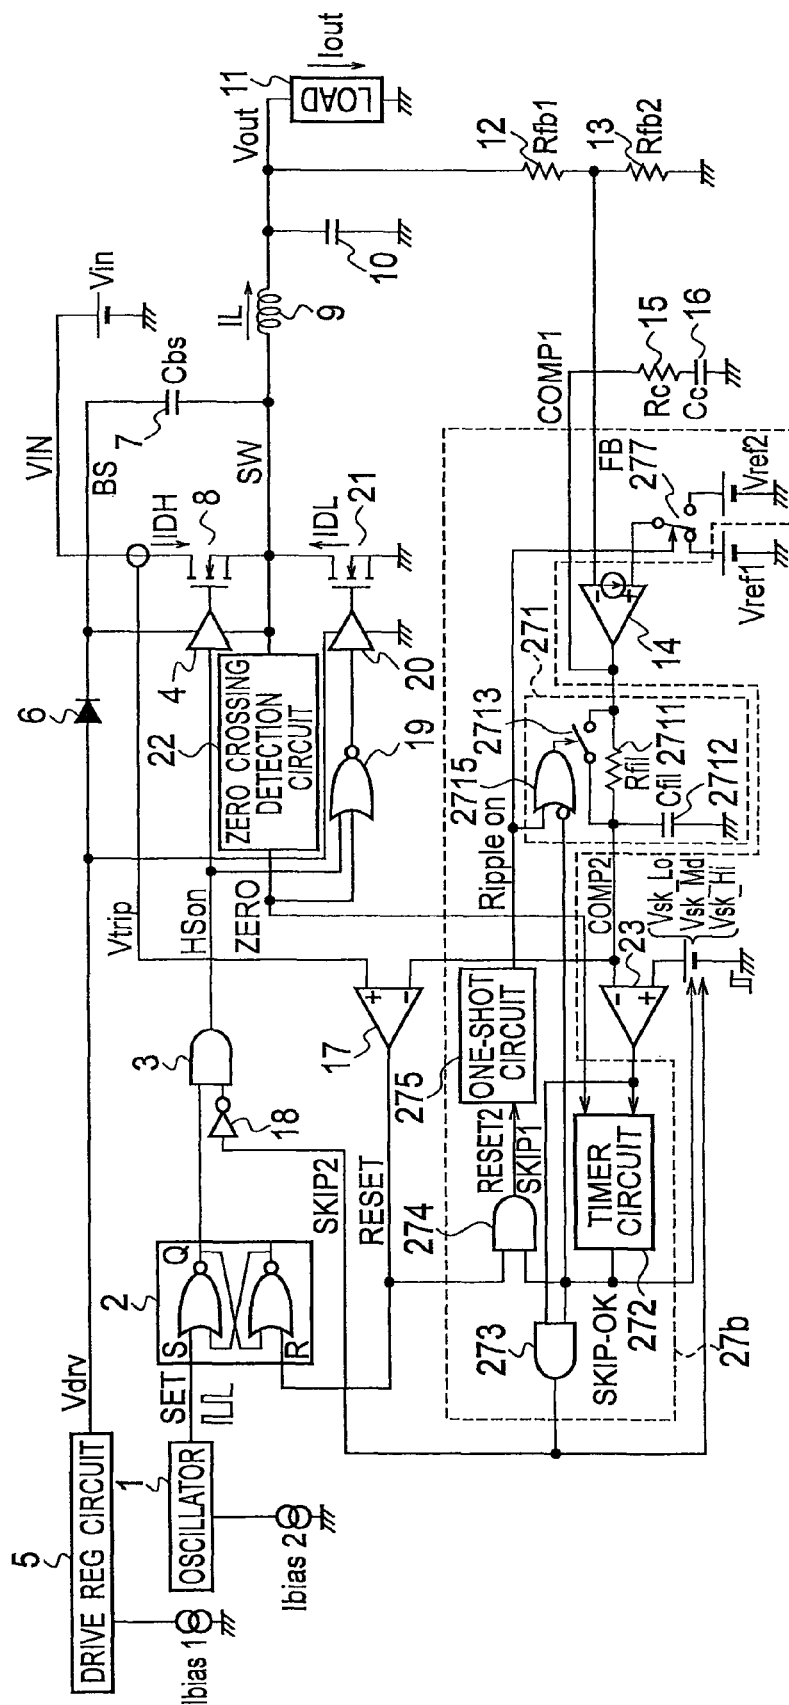 5
DRIVE REG CIRCUIT
Ibias 1
Vdrv
1
OSCILLATOR
Ibias 2
SET
2
S
Q
R
3
18
SKIP2
RESET
HSon
Vtrip
ZERO
6
4
22
ZERO CROSSING
DETECTION
CIRCUIT
19
20
BS
VIN
IDH
8
SW
IDL
21
7
Cbs
Vin
IL
9
10
Vout
11
LOAD
Iout
12
Rfb1
13
Rfb2
17
COMP1
15
Rc
16
Cc
FB
277
Vref1
Vref2
14
271
2713
2715
Rfil
2711
Cfil
2712
Ripple on
COMP2
Vsk_Lo
Vsk_Md
Vsk_Hi
23
275
ONE-SHOT
CIRCUIT
RESET2
SKIP1
274
273
TIMER
CIRCUIT
272
SKIP-OK
27b